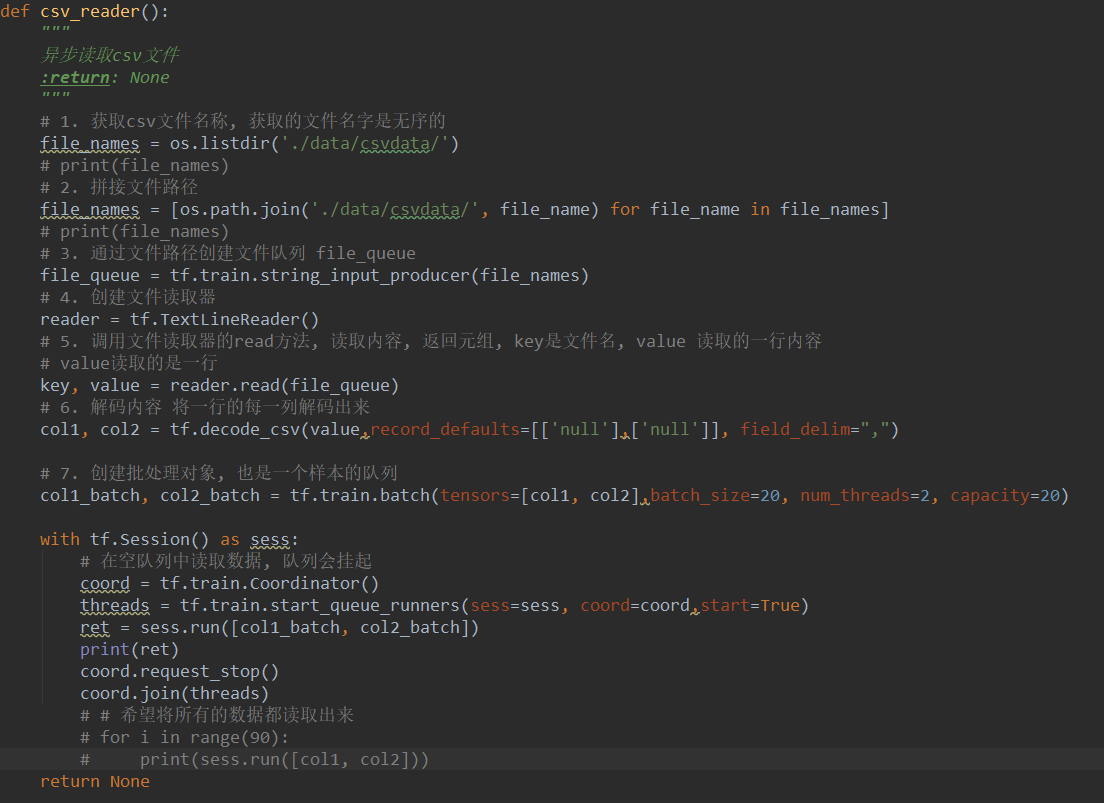 def csv_reader():
    """
    异步读取csv文件
    :return: None
    """
    # 1. 获取csv文件名称, 获取的文件名字是无序的
    file_names = os.listdir('./data/csvdata/')
    # print(file_names)
    # 2. 拼接文件路径
    file_names = [os.path.join('./data/csvdata/', file_name) for file_name in file_names]
    # print(file_names)
    # 3. 通过文件路径创建文件队列 file_queue
    file_queue = tf.train.string_input_producer(file_names)
    # 4. 创建文件读取器
    reader = tf.TextLineReader()
    # 5. 调用文件读取器的read方法, 读取内容, 返回元组, key是文件名, value 读取的一行内容
    # value读取的是一行
    key, value = reader.read(file_queue)
    # 6. 解码内容 将一行的每一列解码出来
    col1, col2 = tf.decode_csv(value,record_defaults=[['null'],['null']], field_delim=",")

    # 7. 创建批处理对象, 也是一个样本的队列
    col1_batch, col2_batch = tf.train.batch(tensors=[col1, col2],batch_size=20, num_threads=2, capacity=20)

    with tf.Session() as sess:
        # 在空队列中读取数据, 队列会挂起
        coord = tf.train.Coordinator()
        threads = tf.train.start_queue_runners(sess=sess, coord=coord,start=True)
        ret = sess.run([col1_batch, col2_batch])
        print(ret)
        coord.request_stop()
        coord.join(threads)
        # # 希望将所有的数据都读取出来
        # for i in range(90):
        #     print(sess.run([col1, col2]))
    return None